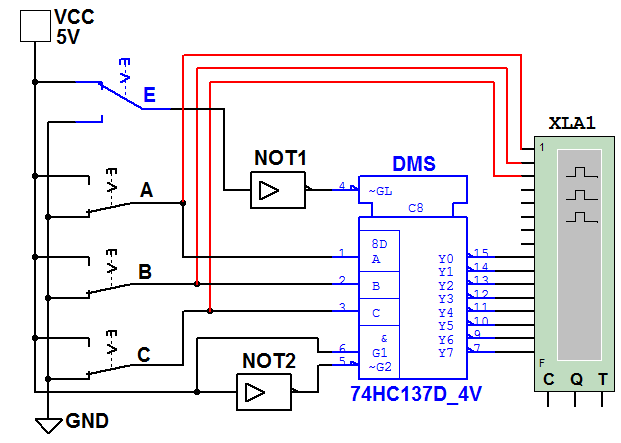 VCC
5V
E
XLA1
1
NOT1
DMS
A
4 ~GL
C8
8D
1 A
Y0 15
Y1 14
B
2 B
Y2 13
Y3 12
3 C
Y4 11
Y5 10
C
&
6 G1
Y6 9
NOT2
5 ~G2
Y7 7
F
C Q T
74HC137D_4V
GND